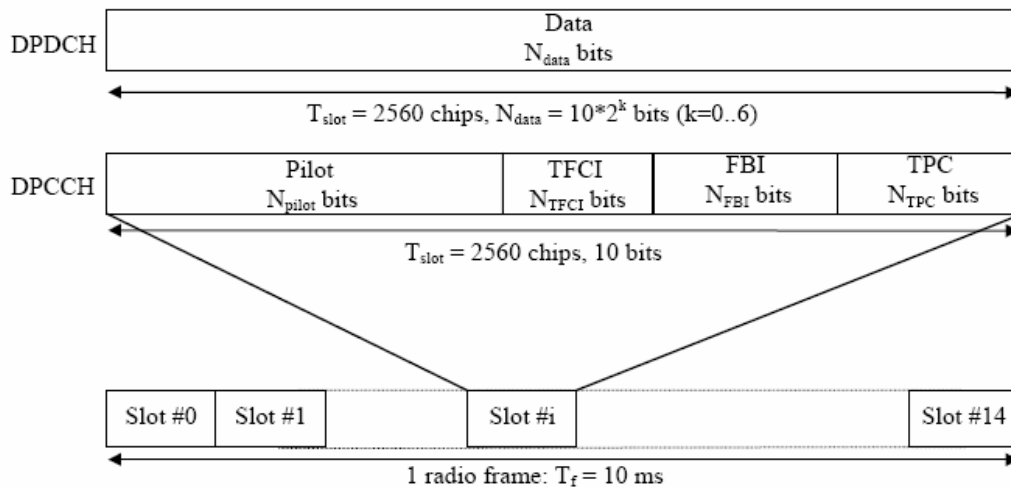 DPDCH
Data
N_data bits
T_slot = 2560 chips, N_data = 10*2^k bits (k=0..6)
DPCCH
Pilot
N_pilot bits
TFCI
N_TFCI bits
FBI
N_FBI bits
TPC
N_TPC bits
T_slot = 2560 chips, 10 bits
Slot #0
Slot #1
Slot #i
Slot #14
1 radio frame: T_f = 10 ms